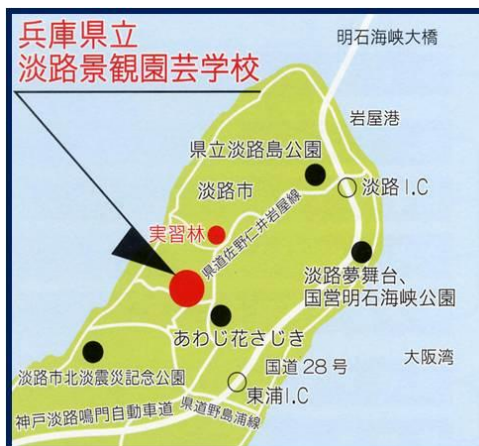 兵庫県立
淡路景観園芸学校
明石海峡大橋
岩屋港
県立淡路島公園
淡路市
淡路I.C
実習林
県道佐野仁井岩屋線
淡路夢舞台、
国営明石海峡公園
あわじ花さじき
大阪湾
国道28号
淡路市北淡震災記念公園
東浦I.C
神戸淡路鳴門自動車道
県道野島浦線